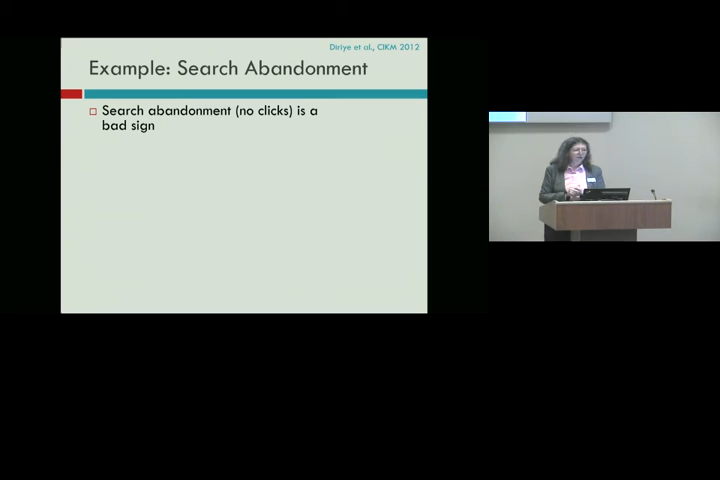 Diriye et al., CIKM 2012
Example: Search Abandonment
Search abandonment (no clicks) is a
bad sign